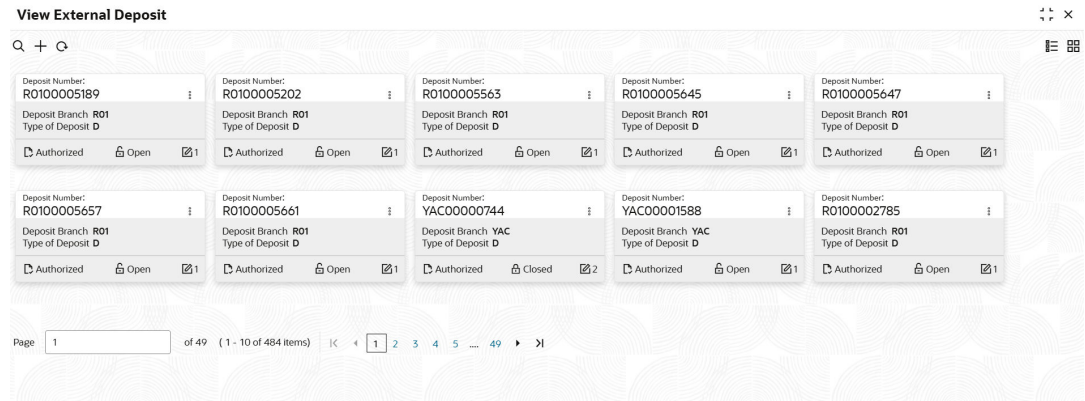 View External Deposit
Deposit Number:
R0100005189
Deposit Branch R01
Type of Deposit D
Authorized Open 1
Deposit Number:
R0100005202
Deposit Branch R01
Type of Deposit D
Authorized Open 1
Deposit Number:
R0100005563
Deposit Branch R01
Type of Deposit D
Authorized Open 1
Deposit Number:
R0100005645
Deposit Branch R01
Type of Deposit D
Authorized Open 1
Deposit Number:
R0100005647
Deposit Branch R01
Type of Deposit D
Authorized Open 1
Deposit Number:
R0100005657
Deposit Branch R01
Type of Deposit D
Authorized Open 1
Deposit Number:
R0100005661
Deposit Branch R01
Type of Deposit D
Authorized Open 1
Deposit Number:
YAC00000744
Deposit Branch YAC
Type of Deposit D
Authorized Closed 2
Deposit Number:
YAC00001588
Deposit Branch YAC
Type of Deposit D
Authorized Open 1
Deposit Number:
R0100002785
Deposit Branch R01
Type of Deposit D
Authorized Open 1
Page 1 of 49 ( 1 - 10 of 484 items) 1 2 3 4 5 .... 49